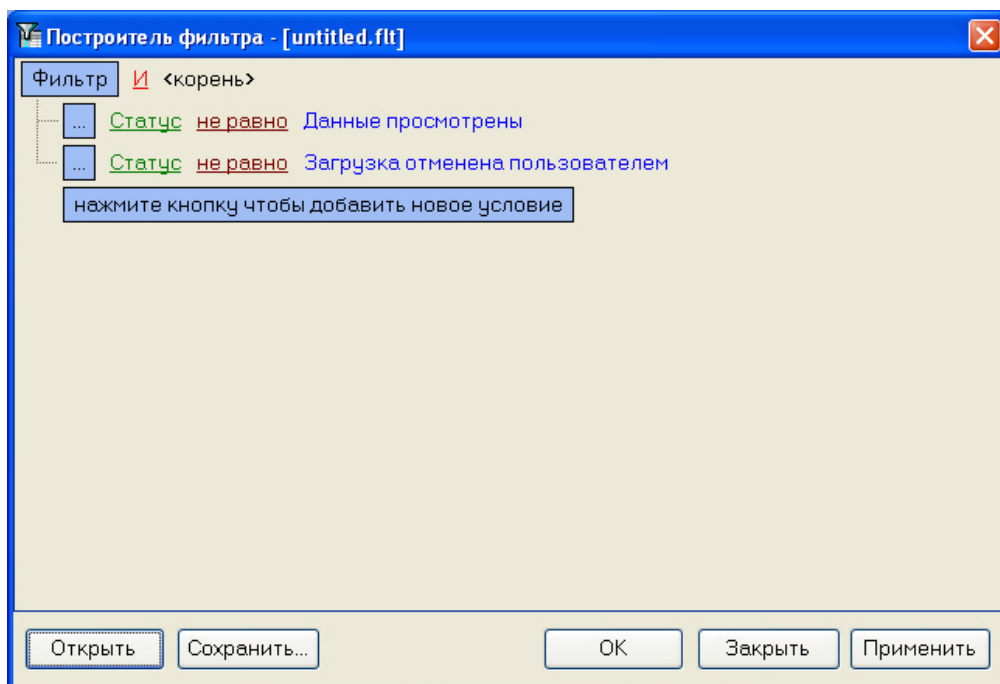 Построитель фильтра - [untitled.flt]
Фильтр И <корень>
... Статус не равно Данные просмотрены
... Статус не равно Загрузка отменена пользователем
нажмите кнопку чтобы добавить новое условие
Открыть Сохранить... OK Закрыть Применить